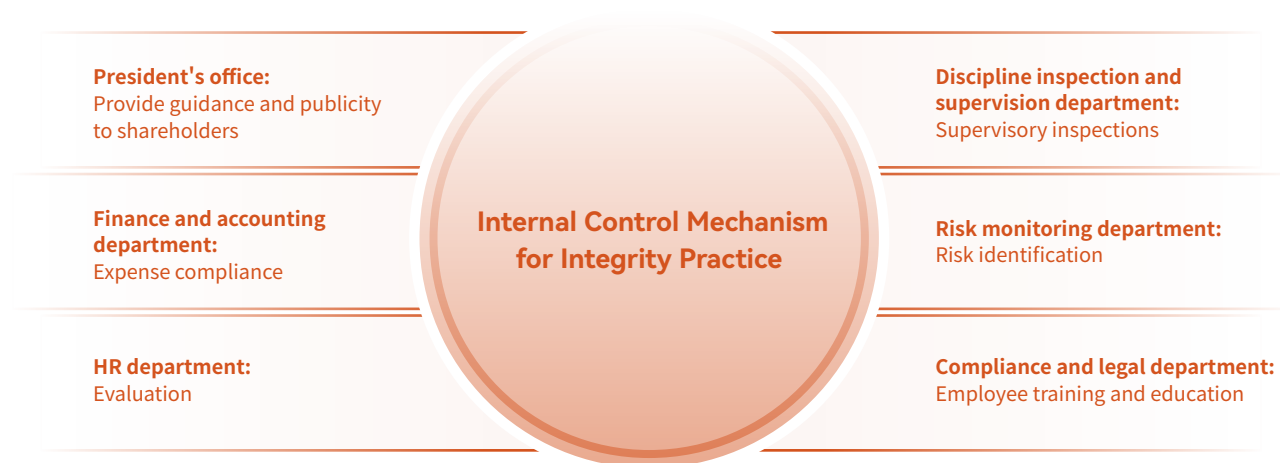 President's office:
Provide guidance and publicity
to shareholders
Finance and accounting
department:
Expense compliance
HR department:
Evaluation
Internal Control Mechanism
for Integrity Practice
Discipline inspection and
supervision department:
Supervisory inspections
Risk monitoring department:
Risk identification
Compliance and legal department:
Employee training and education